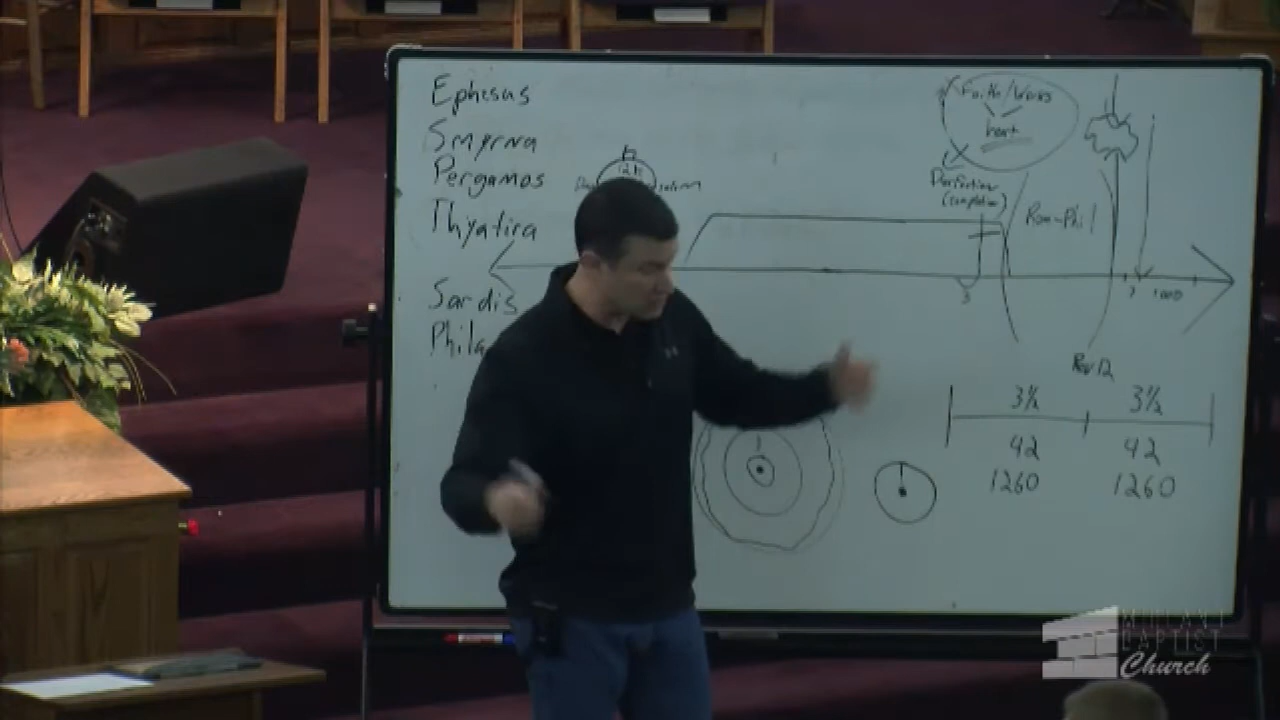 Ephesus
Smyrna
Pergamos
Thyatira
Sardis
Phila
Faith/Works
heart
Perfection
(completion)
Rom-Phil
3
7
1000
Rev 12
3½ 3½
42 42
1260 1260
BAPTIST
Church